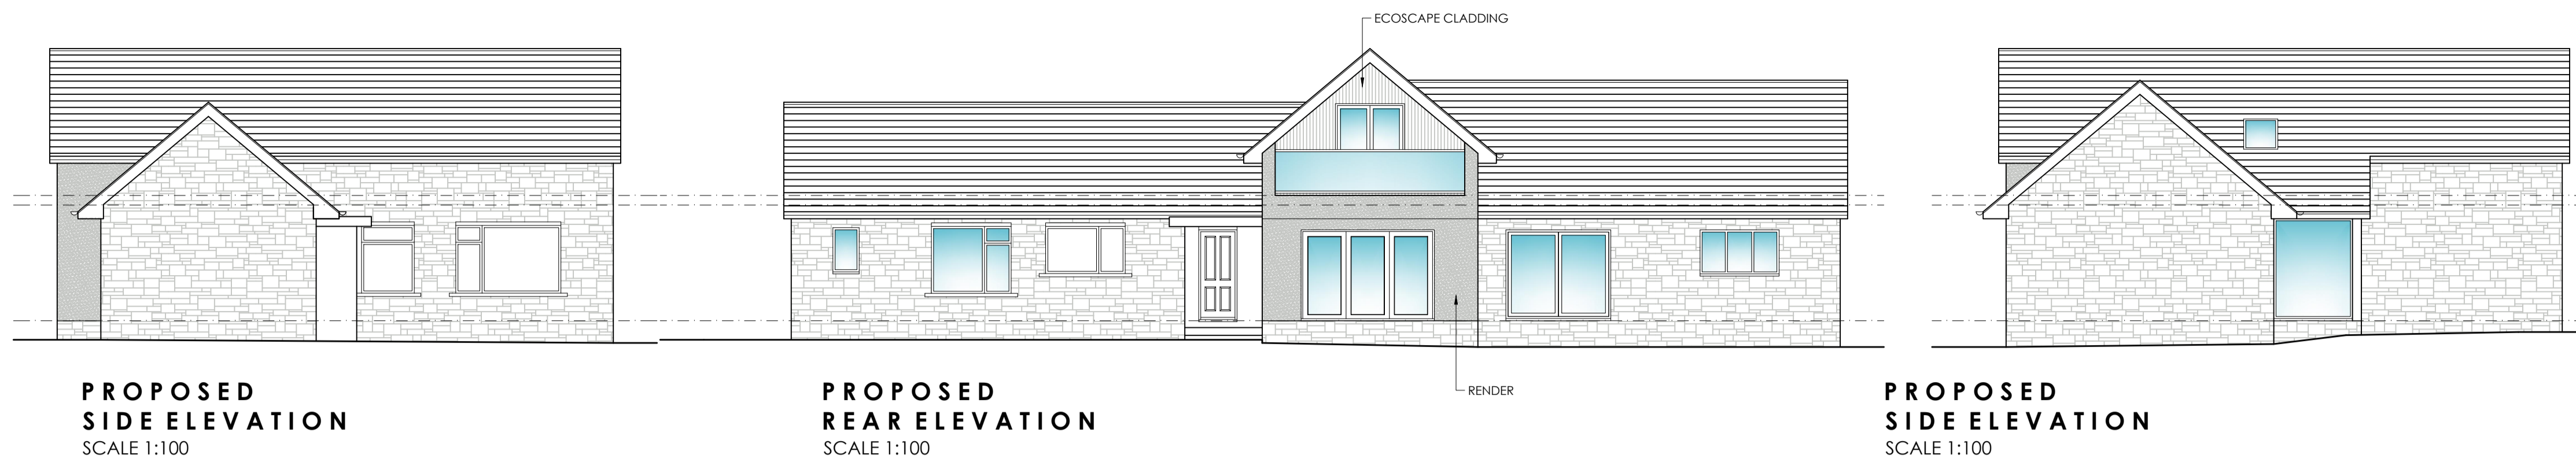 ECOSCAPE CLADDING
RENDER
PROPOSED
SIDE ELEVATION
SCALE 1:100
PROPOSED
REAR ELEVATION
SCALE 1:100
PROPOSED
SIDE ELEVATION
SCALE 1:100